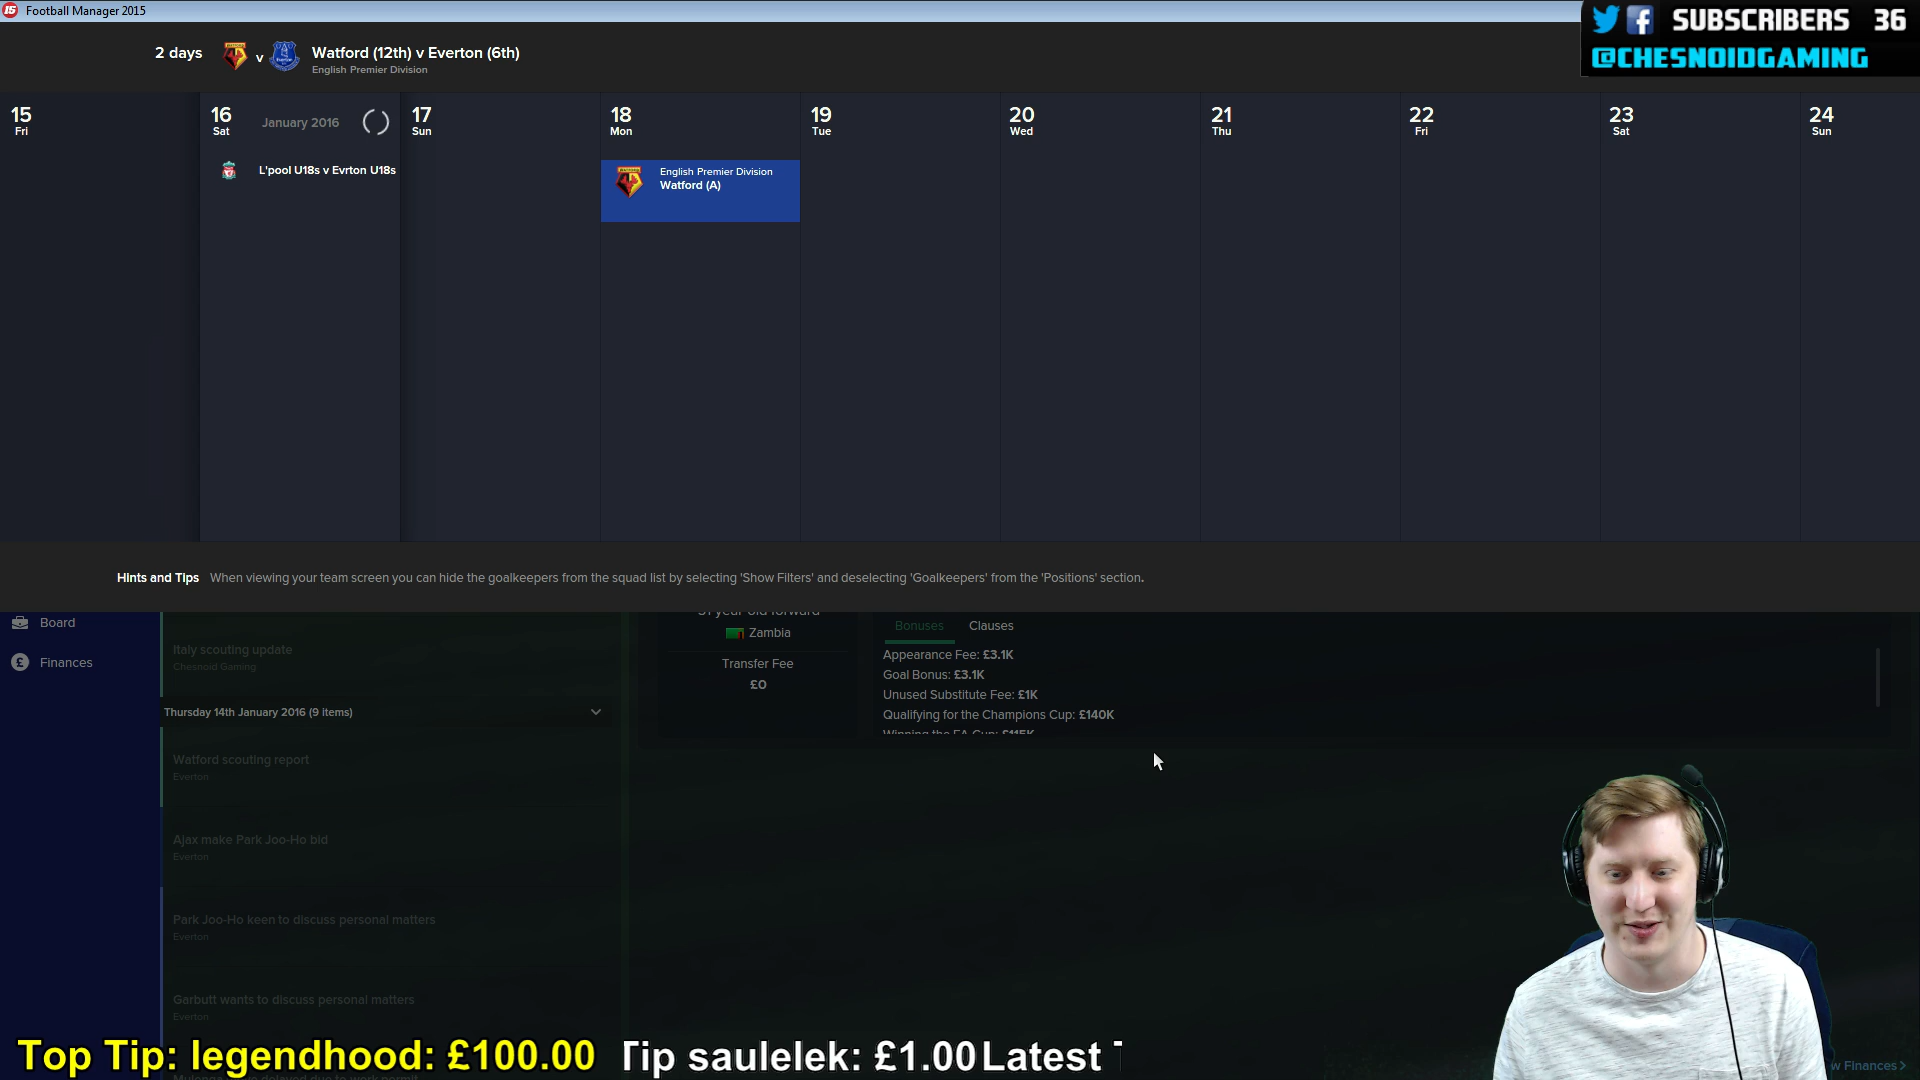 Football Manager 2015
SUBSCRIBERS 36
@CHESNOIDGAMING
2 days
v
Watford (12th) v Everton (6th)
English Premier Division
15
Fri
16
Sat
January 2016
17
Sun
18
Mon
19
Tue
20
Wed
21
Thu
22
Fri
23
Sat
24
Sun
L'pool U18s v Evrton U18s
English Premier Division
Watford (A)
Hints and Tips When viewing your team screen you can hide the goalkeepers from the squad list by selecting 'Show Filters' and deselecting 'Goalkeepers' from the 'Positions' section.
Board
Finances
Italy scouting update
Chesnoid Gaming
Thursday 14th January 2016 (9 items)
Watford scouting report
Everton
Ajax make Park Joo-Ho bid
Everton
Park Joo-Ho keen to discuss personal matters
Everton
Garbutt wants to discuss personal matters
Everton
Zambia
Transfer Fee
£0
Bonuses Clauses
Appearance Fee: £3.1K
Goal Bonus: £3.1K
Unused Substitute Fee: £1K
Qualifying for the Champions Cup: £140K
Winning the FA Cup: £115K
Top Tip: legendhood: £100.00
Tip saulelek: £1.00 Latest
w Finances